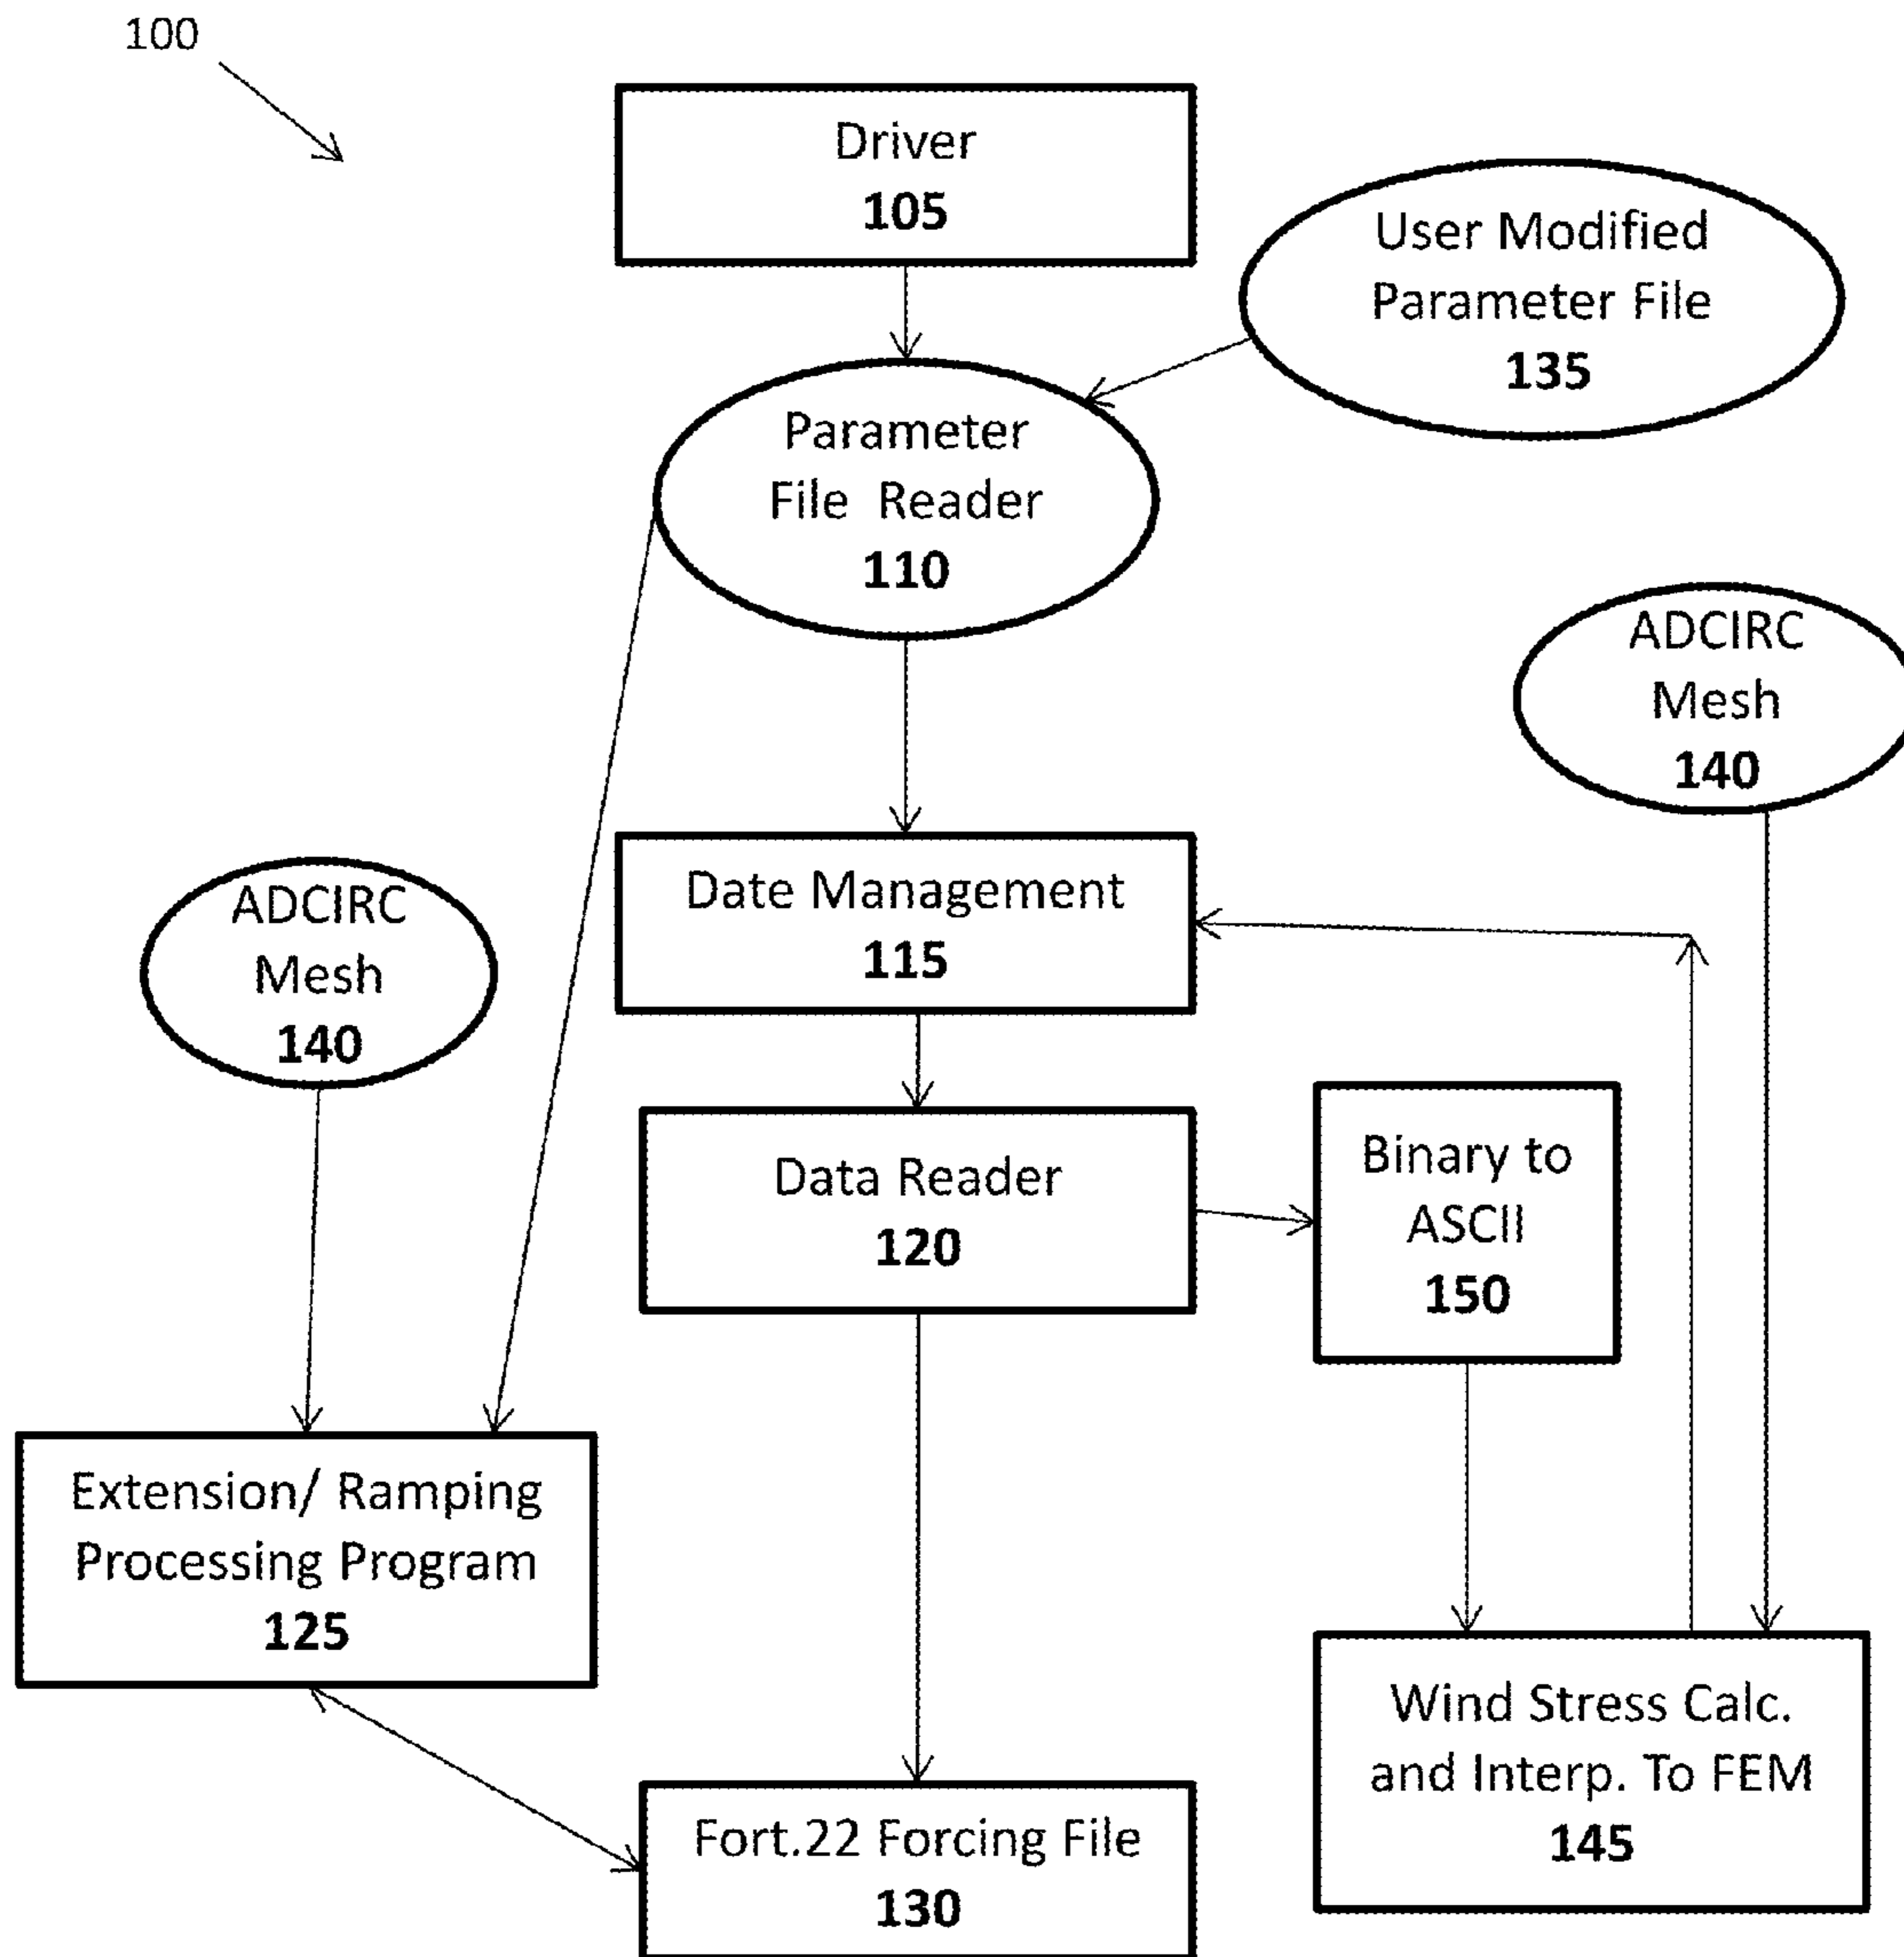 100
Driver
105
User Modified
Parameter File
135
Parameter
File Reader
110
ADCIRC
Mesh
140
Date Management
115
ADCIRC
Mesh
140
Data Reader
120
Binary to
ASCII
150
Extension/ Ramping
Processing Program
125
Wind Stress Calc.
and Interp. To FEM
145
Fort.22 Forcing File
130